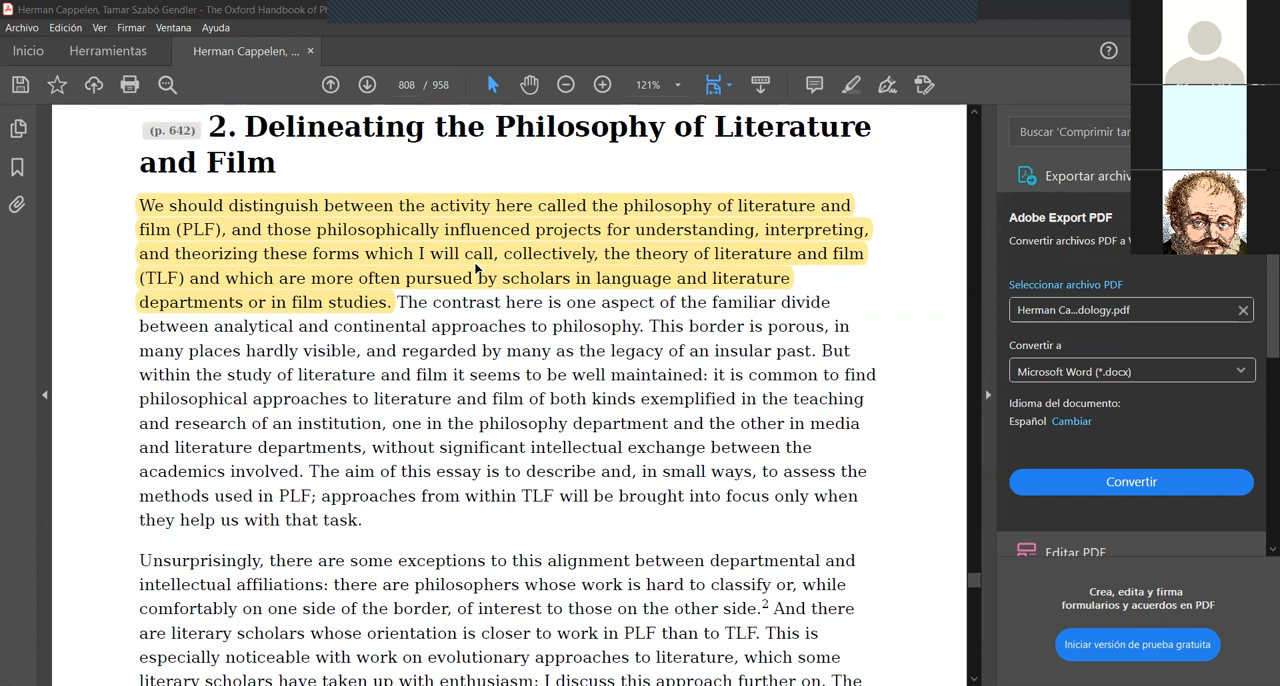 Herman Cappelen, Tamar Szabó Gendler - The Oxford Handbook of Ph
Archivo Edición Ver Firmar Ventana Ayuda
Inicio Herramientas Herman Cappelen, ... ×
808 / 958 121%
(p. 642) 2. Delineating the Philosophy of Literature
and Film
We should distinguish between the activity here called the philosophy of literature and
film (PLF), and those philosophically influenced projects for understanding, interpreting,
and theorizing these forms which I will call, collectively, the theory of literature and film
(TLF) and which are more often pursued by scholars in language and literature
departments or in film studies. The contrast here is one aspect of the familiar divide
between analytical and continental approaches to philosophy. This border is porous, in
many places hardly visible, and regarded by many as the legacy of an insular past. But
within the study of literature and film it seems to be well maintained: it is common to find
philosophical approaches to literature and film of both kinds exemplified in the teaching
and research of an institution, one in the philosophy department and the other in media
and literature departments, without significant intellectual exchange between the
academics involved. The aim of this essay is to describe and, in small ways, to assess the
methods used in PLF; approaches from within TLF will be brought into focus only when
they help us with that task.
Unsurprisingly, there are some exceptions to this alignment between departmental and
intellectual affiliations: there are philosophers whose work is hard to classify or, while
comfortably on one side of the border, of interest to those on the other side.2 And there
are literary scholars whose orientation is closer to work in PLF than to TLF. This is
especially noticeable with work on evolutionary approaches to literature, which some
literary scholars have taken up with enthusiasm; I discuss this approach further on. The
Buscar 'Comprimir tar
Exportar archiv
Adobe Export PDF
Convertir archivos PDF a W
Seleccionar archivo PDF
Herman Ca...dology.pdf
Convertir a
Microsoft Word (*.docx)
Idioma del documento:
Español Cambiar
Convertir
Editar PDF
Crea, edita y firma
formularios y acuerdos en PDF
Iniciar versión de prueba gratuita